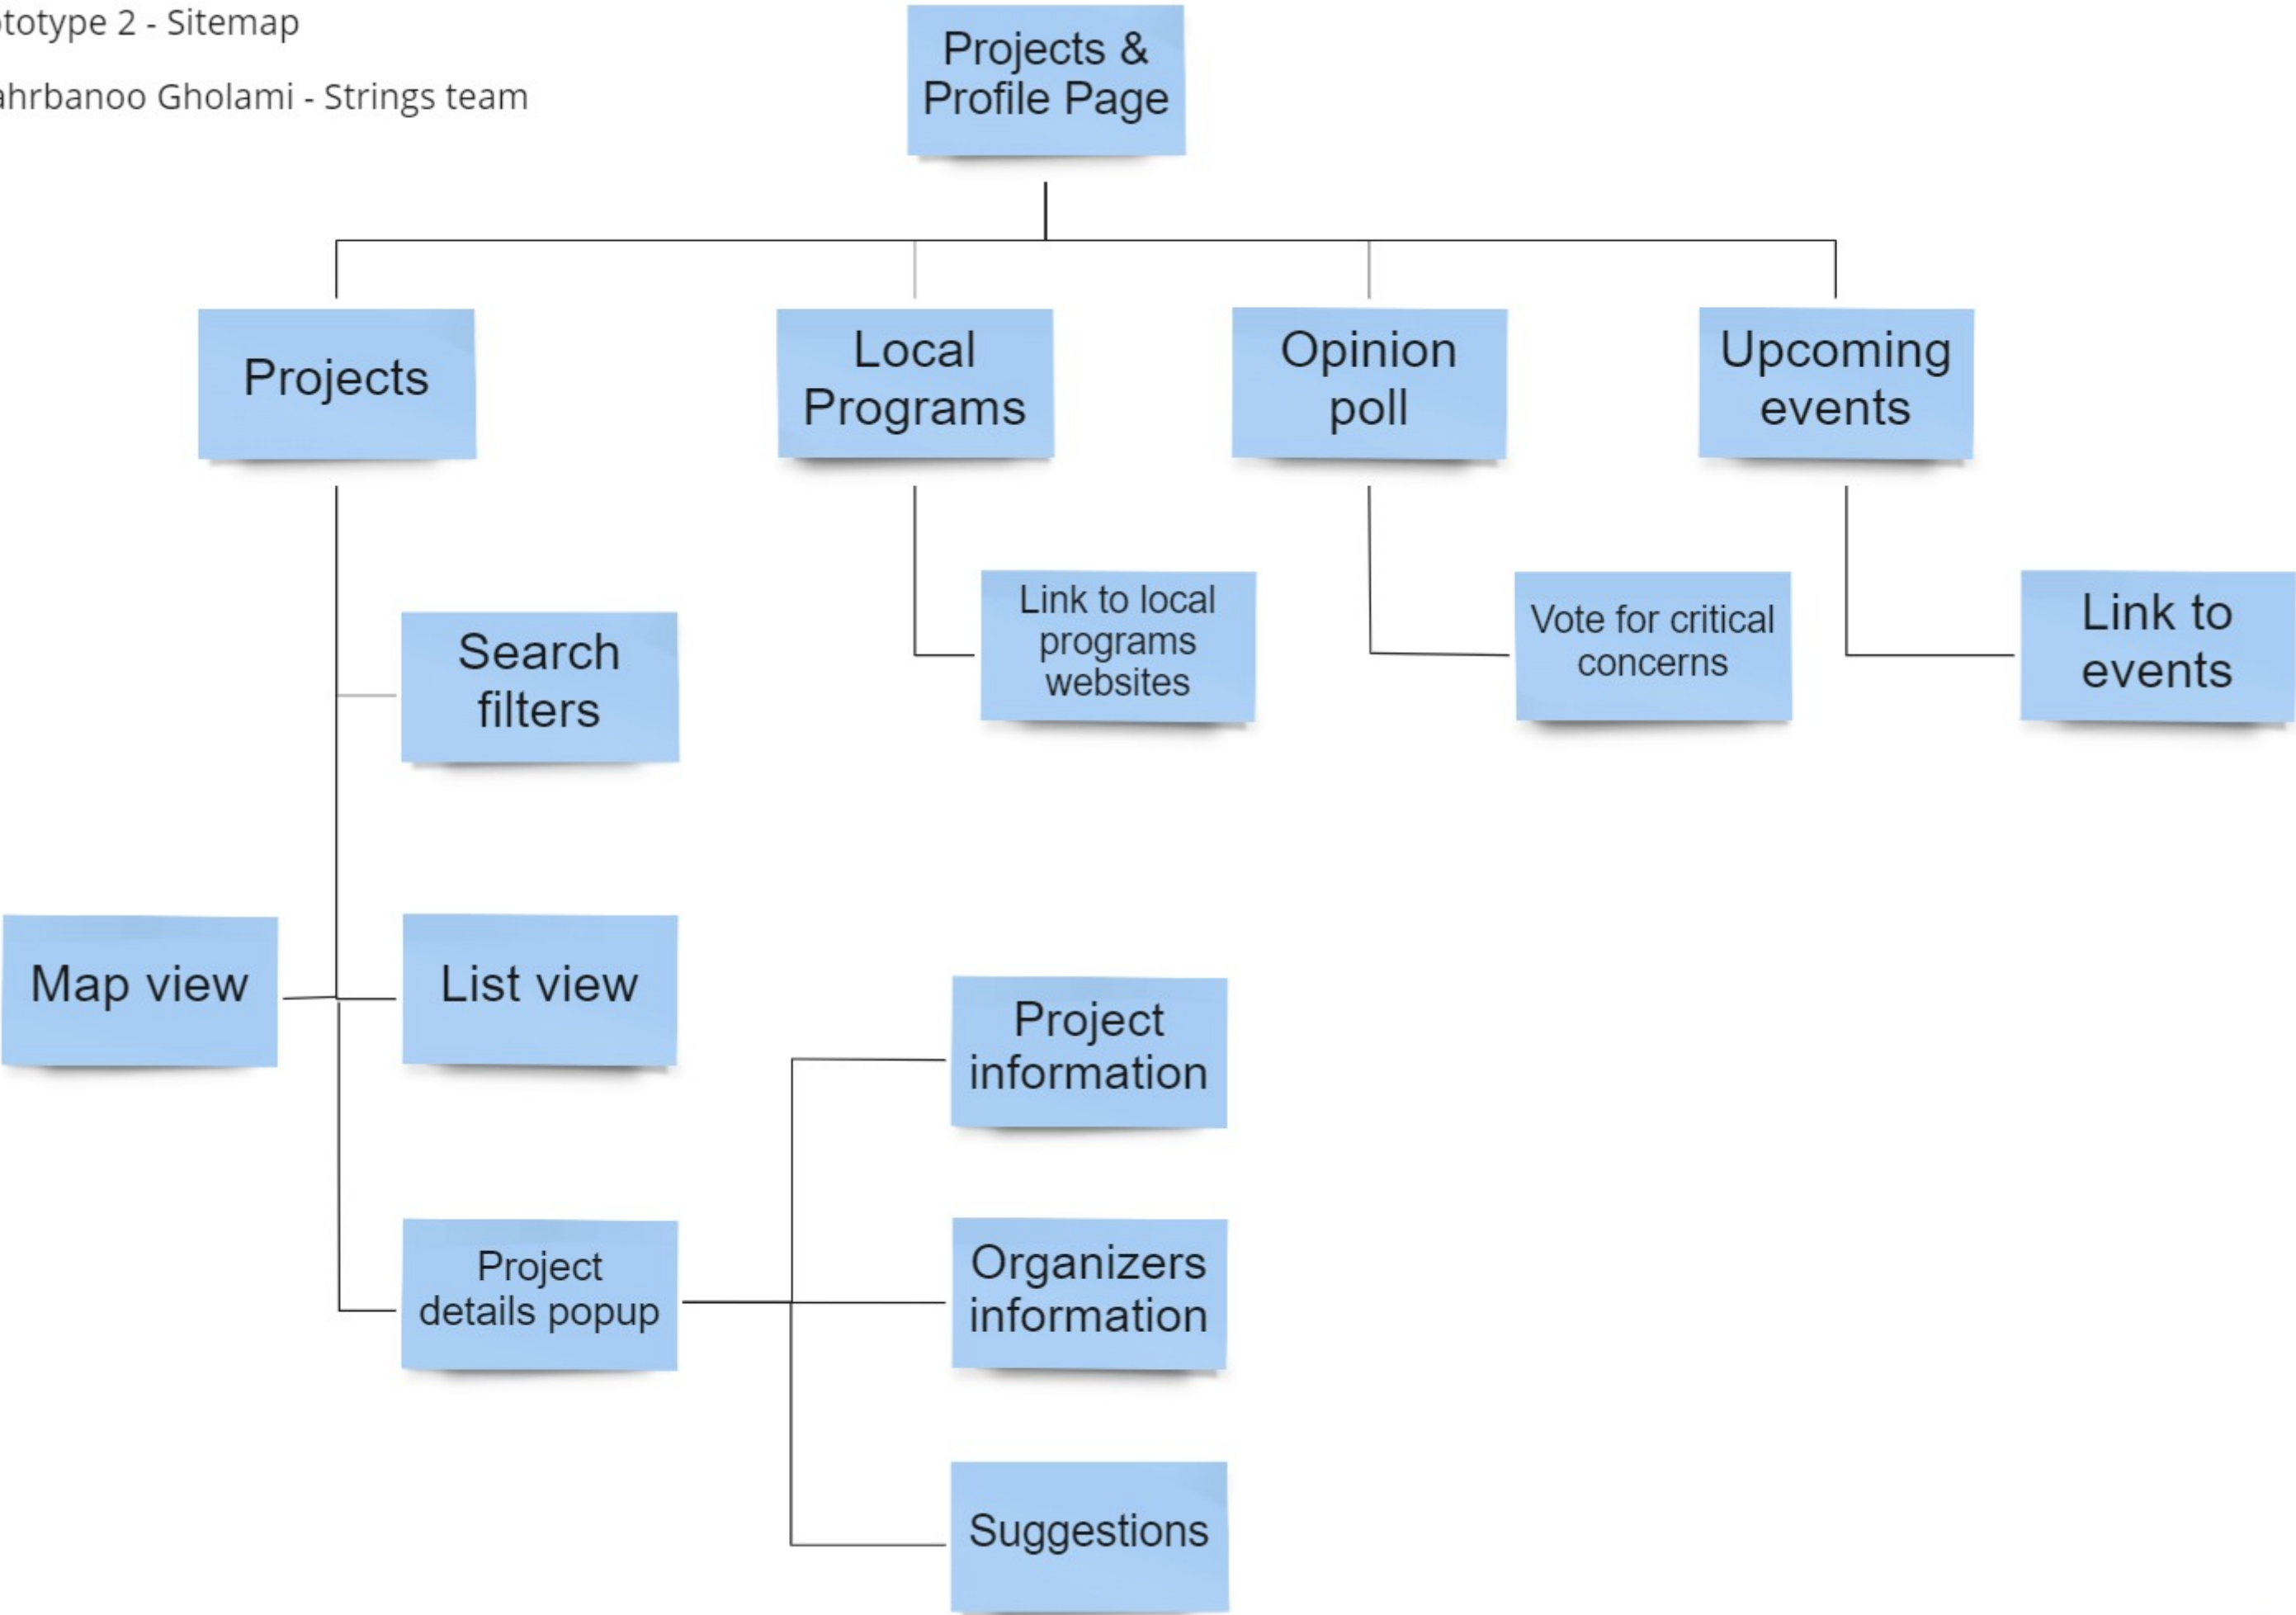 2 - Sitemap
Gholami - Strings team
Projects &
Profile Page
Projects
Local
Programs
Opinion
poll
Upcoming
events
Search
filters
Link to local
programs
websites
Vote for critical
concerns
Link to
events
Map view
List view
Project
information
Project
details popup
Organizers
information
Suggestions